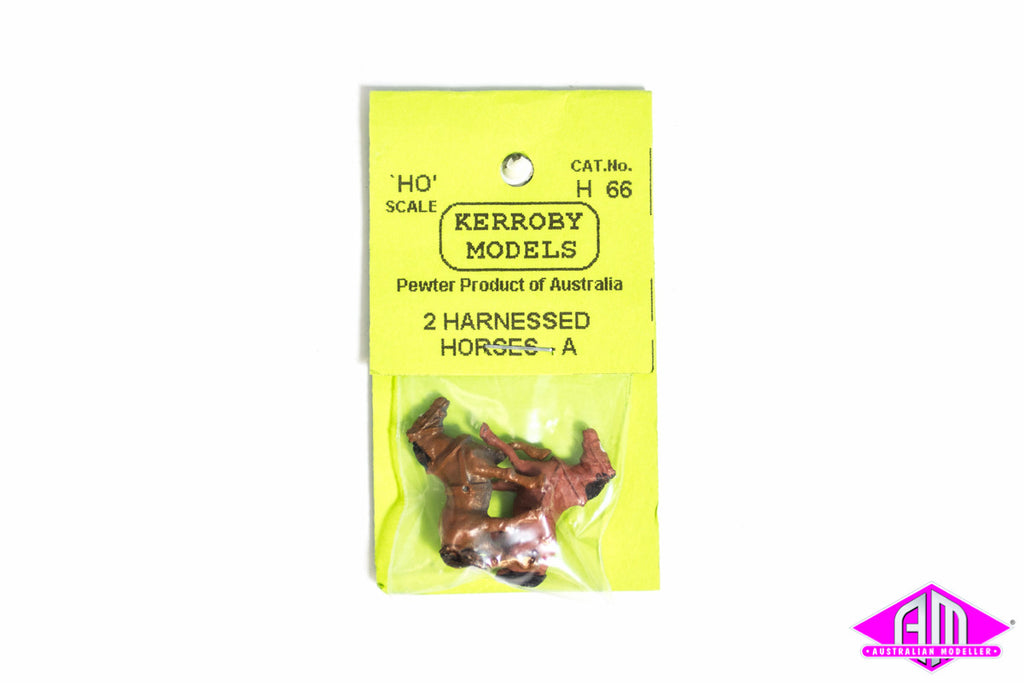 CAT.No.
'HO' H 66
SCALE
KERROBY
MODELS
Pewter Product of Australia
2 HARNESSED
HORSES - A
AM ®
• AUSTRALIAN MODELLER •